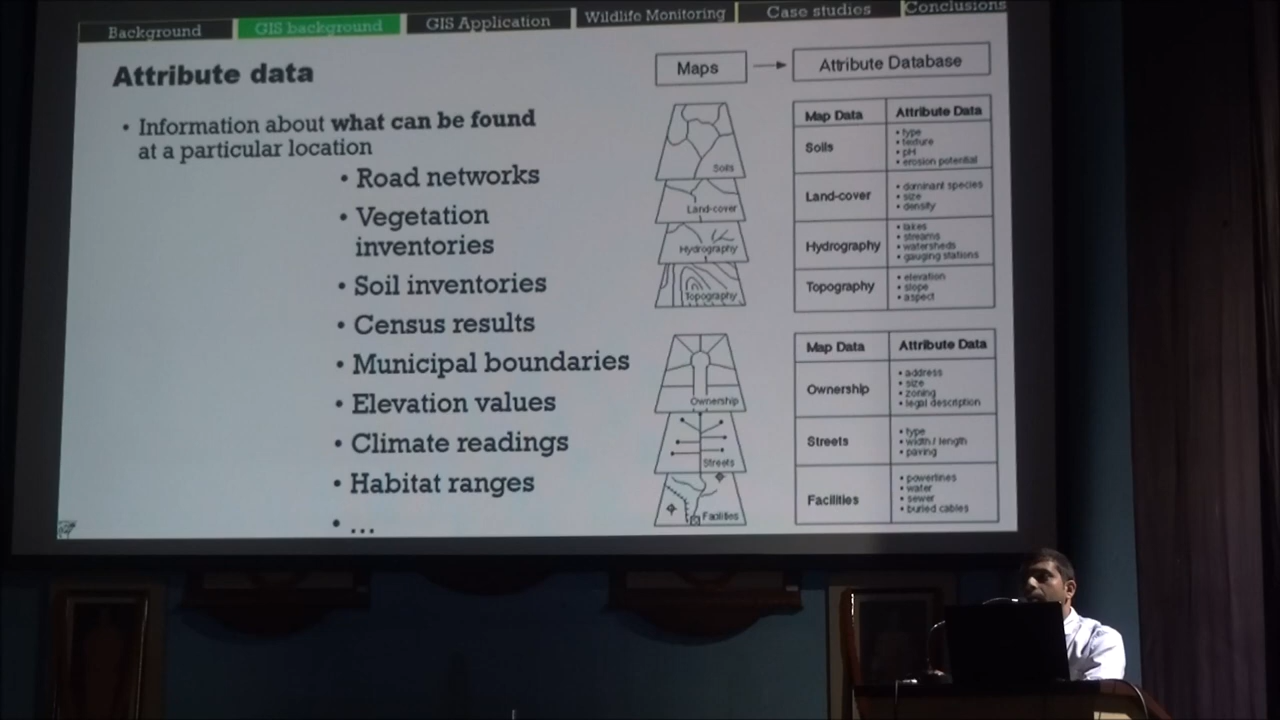 Background
GIS background
GIS Application
Wildlife Monitoring
Case studies
Conclusions
Attribute data
• Information about what can be found
at a particular location
• Road networks
• Vegetation
inventories
• Soil inventories
• Census results
• Municipal boundaries
• Elevation values
• Climate readings
• Habitat ranges
• ...
Maps
Attribute Database
Soils
Land-cover
Hydrography
Topography
Map Data
Attribute Data
Soils
• type
• texture
• pH
• erosion potential
Land-cover
• dominant species
• size
• density
Hydrography
• lakes
• streams
• watersheds
• gauging stations
Topography
• elevation
• slope
• aspect
Ownership
Streets
Facilities
Map Data
Attribute Data
Ownership
• address
• size
• zoning
• legal description
Streets
• type
• width / length
• paving
Facilities
• powerlines
• water
• sewer
• buried cables